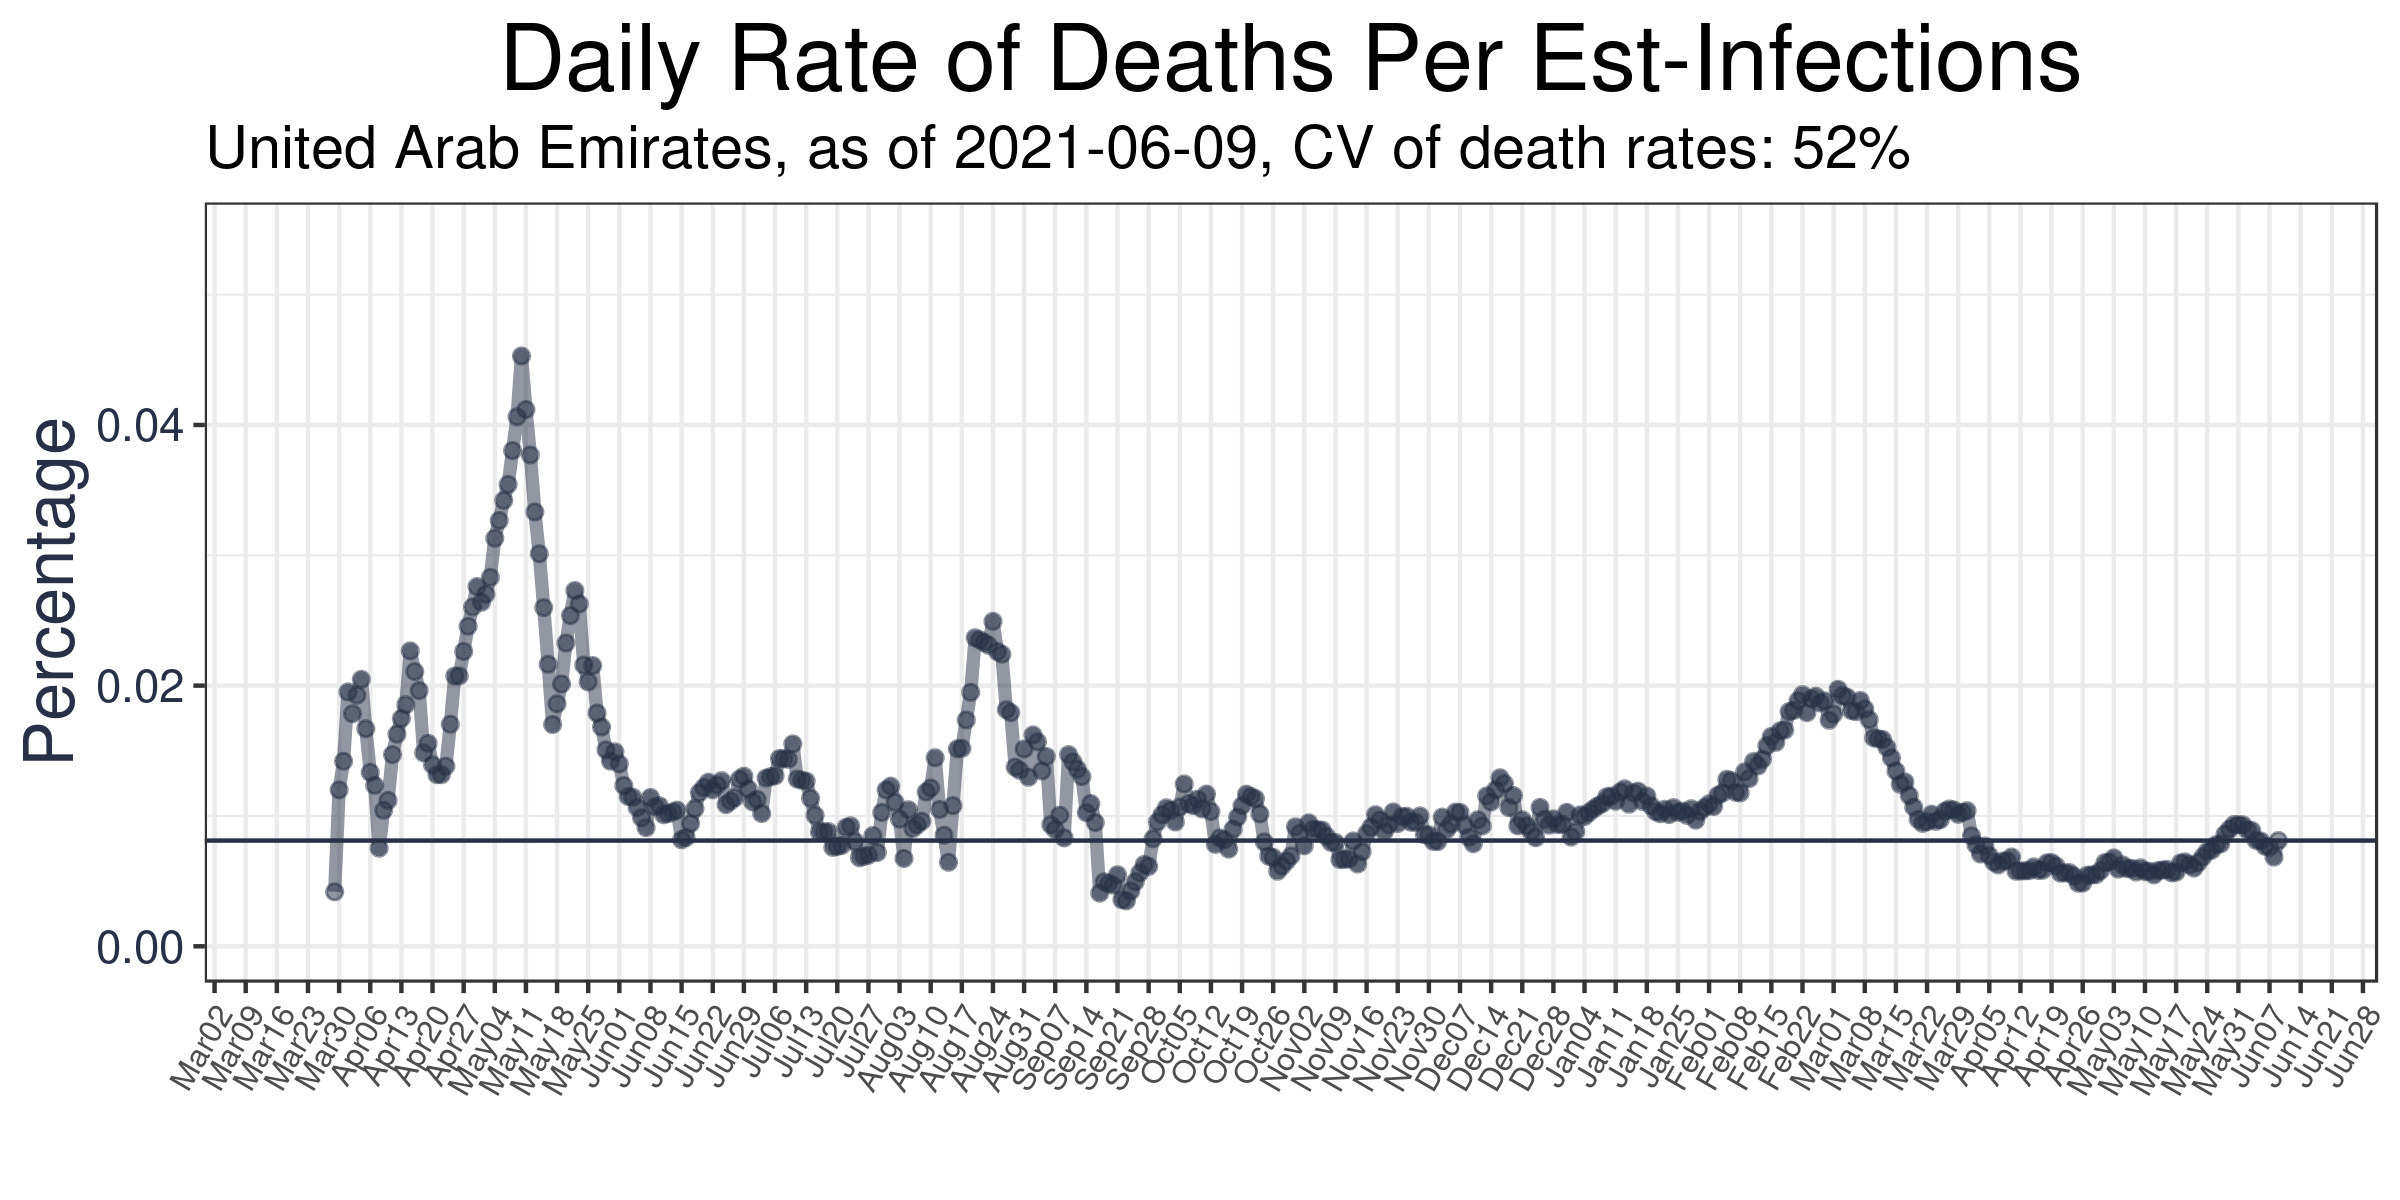 Daily Rate of Deaths Per Est-Infections
United Arab Emirates, as of 2021-06-09, CV of death rates: 52%
Percentage
0.04
0.02
0.00
Mar02
Mar09
Mar16
Mar23
Mar30
Apr06
Apr13
Apr20
Apr27
May04
May11
May18
May25
Jun01
Jun08
Jun15
Jun22
Jun29
Jul06
Jul13
Jul20
Jul27
Aug03
Aug10
Aug17
Aug24
Aug31
Sep07
Sep14
Sep21
Sep28
Oct05
Oct12
Oct19
Oct26
Nov02
Nov09
Nov16
Nov23
Nov30
Dec07
Dec14
Dec21
Dec28
Jan04
Jan11
Jan18
Jan25
Feb01
Feb08
Feb15
Feb22
Mar01
Mar08
Mar15
Mar22
Mar29
Apr05
Apr12
Apr19
Apr26
May03
May10
May17
May24
May31
Jun07
Jun14
Jun21
Jun28